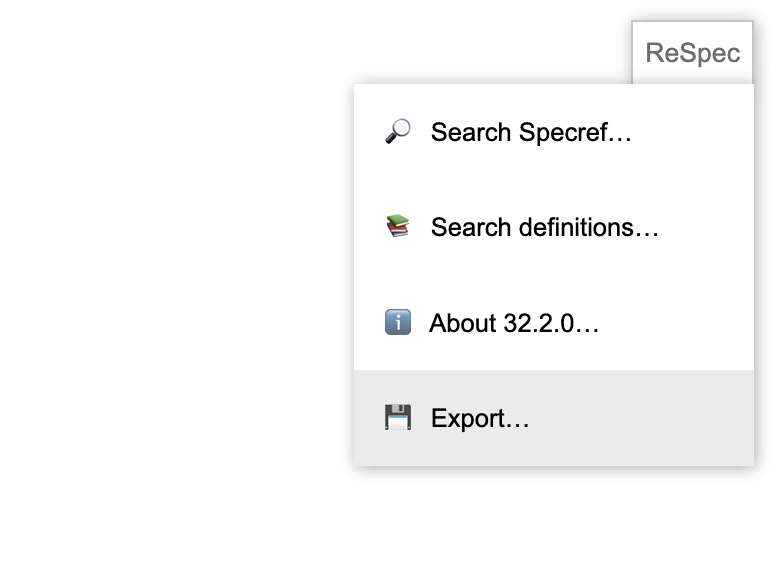 ReSpec
Search Specref…
Search definitions…
About 32.2.0…
Export…